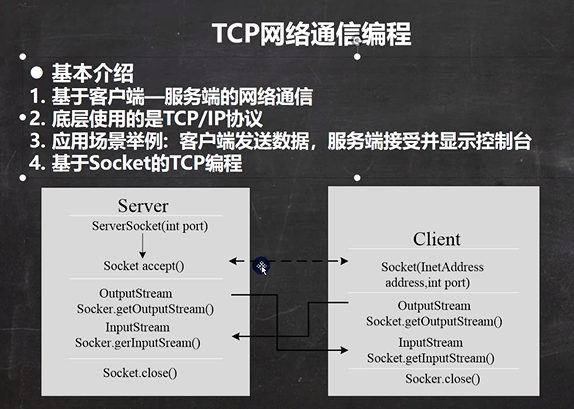 TCP网络通信编程
● 基本介绍
1. 基于客户端—服务端的网络通信
2. 底层使用的是TCP/IP协议
3. 应用场景举例: 客户端发送数据，服务端接受并显示控制台
4. 基于Socket的TCP编程
Server
ServerSocket(int port)
Socket accept()
OutputStream
Socker.getOutputStream()
InputStream
Socker.gerInputSream()
Socket.close()
Client
Socket(InetAddress
address,int port)
OutputStream
Socket.getOutputStream()
InputStream
Socket.getInputStream()
Socker.close()